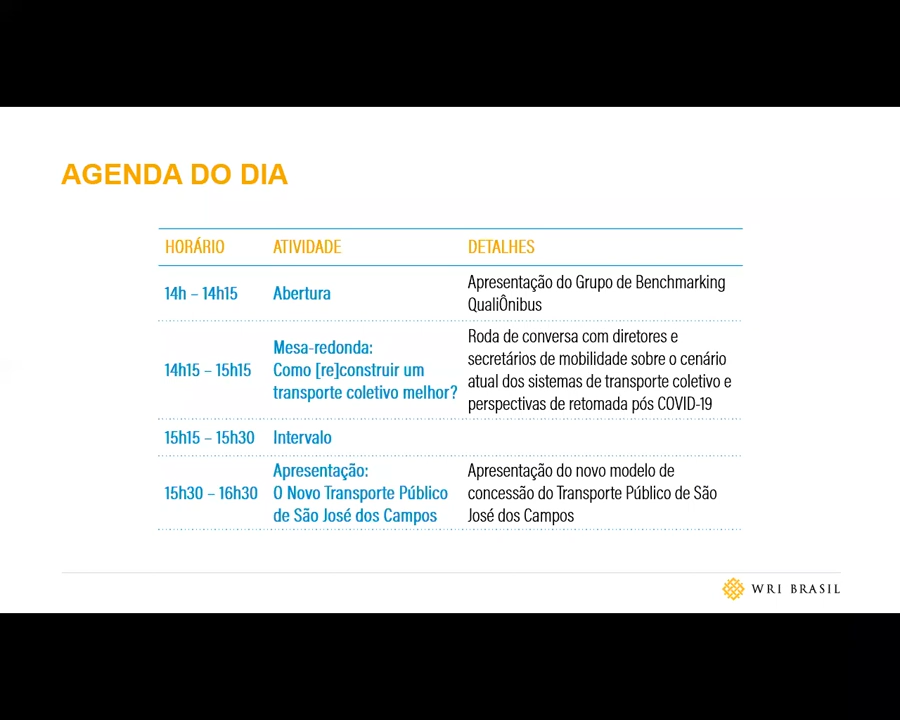 AGENDA DO DIA
HORÁRIO ATIVIDADE DETALHES
14h – 14h15 Abertura Apresentação do Grupo de Benchmarking
QualiÔnibus
14h15 – 15h15 Mesa-redonda:
Como [re]construir um
transporte coletivo melhor?
Roda de conversa com diretores e
secretários de mobilidade sobre o cenário
atual dos sistemas de transporte coletivo e
perspectivas de retomada pós COVID-19
15h15 – 15h30 Intervalo
15h30 – 16h30 Apresentação:
O Novo Transporte Público
de São José dos Campos
Apresentação do novo modelo de
concessão do Transporte Público de São
José dos Campos
WRI BRASIL